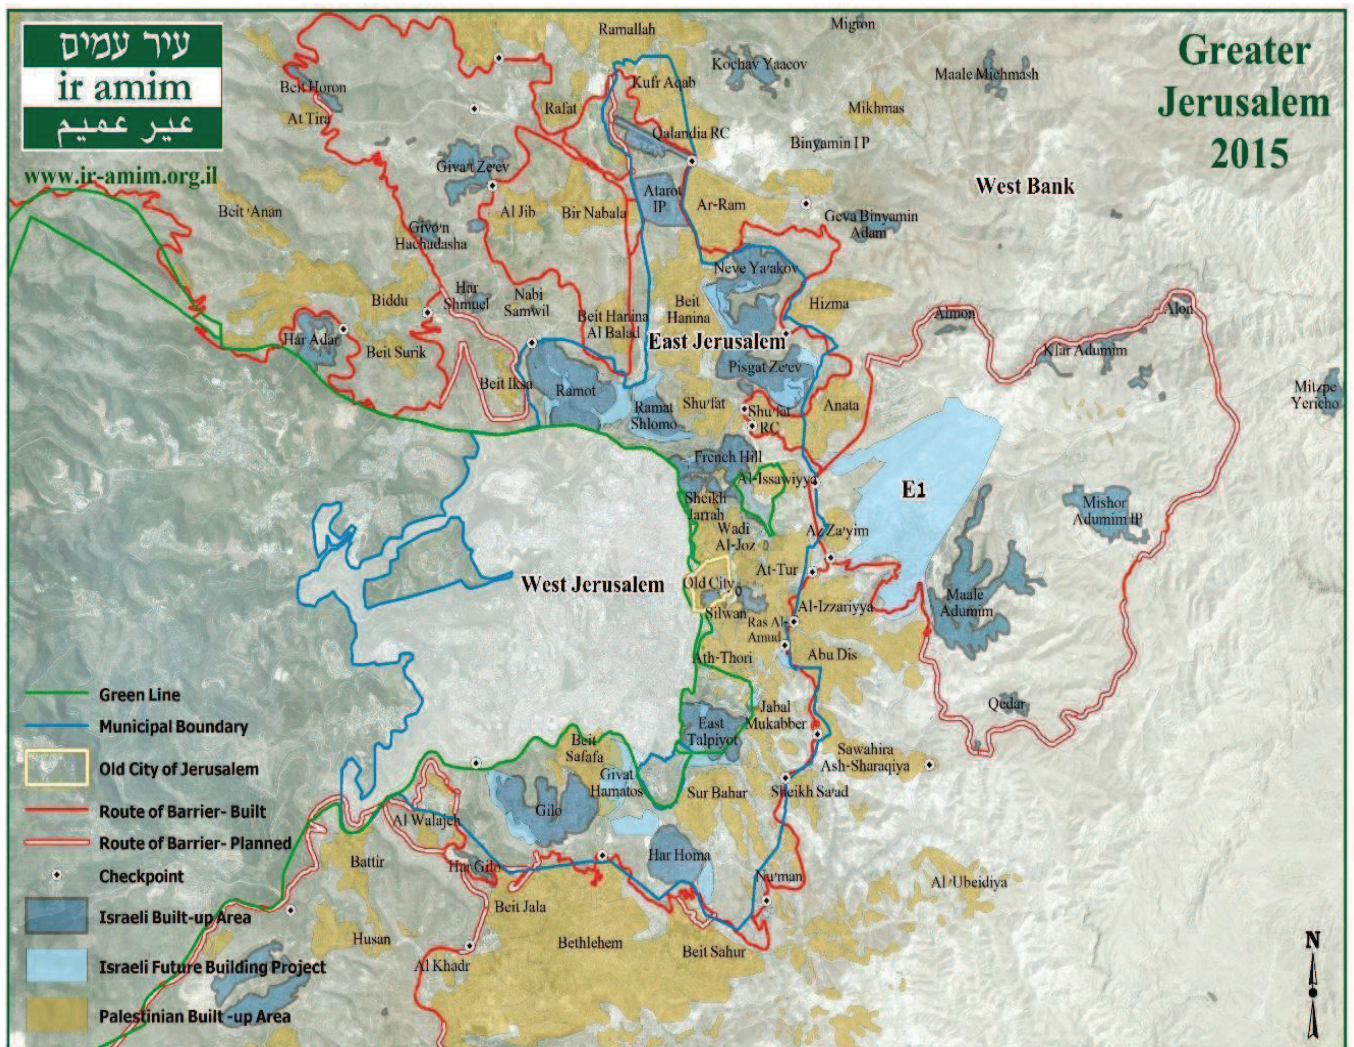 עיר עמים
ir amim
عير عميم
www.ir-amim.org.il
Greater
Jerusalem
2015
Ramallah
Migron
Kochav Yaacov
Maale Michmash
Beit Horon
At Tira
Rafat
Kufr Aqab
Mikhmas
Qalandia RC
Binyamin I P
Giva't Ze'ev
West Bank
Atarot
IP
Ar-Ram
Beit 'Anan
Al Jib
Bir Nabala
Givo'n
Hachadasha
Geva Binyamin
Adam
Neve Ya'akov
Har
Shmuel
Nabi
Samwil
Biddu
Beit Hanina
Al Balad
Beit
Hanina
Hizma
Almon
Alon
Har Adar
Beit Surik
East Jerusalem
Kfar Adumim
Pisgat Ze'ev
Beit Iksa
Ramot
Mitzpe
Yericho
Ramat
Shlomo
Shu'fat
Shu'fat
RC
Anata
French Hill
Al-Issawiyya
E1
Sheikh
Jarrah
Mishor
Adumim IP
Wadi
Al-Joz
Az Za'yim
West Jerusalem
Old City
At-Tur
Silwan
Al-Izzariyya
Maale
Adumim
Ras Al-
Amud
Ath-Thori
Abu Dis
Qedar
Jabal
Mukabber
East
Talpiyot
Beit
Safafa
Sawahira
Ash-Sharaqiya
Givat
Hamatos
Sur Bahar
Sheikh Sa'ad
Gilo
Al Walajeh
Har Homa
Battir
Har Gilo
Nu'man
Al 'Ubeidiya
Beit Jala
Husan
Bethlehem
Beit Sahur
Al Khadr
Green Line
Municipal Boundary
Old City of Jerusalem
Route of Barrier- Built
Route of Barrier- Planned
Checkpoint
Israeli Built-up Area
Israeli Future Building Project
Palestinian Built -up Area
N